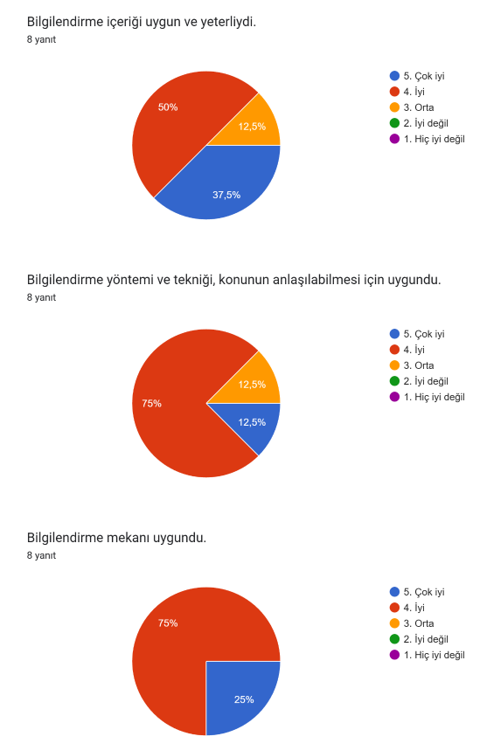 Bilgilendirme içeriği uygun ve yeterliydi.
8 yanıt
50%
12,5%
37,5%
5. Çok iyi
4. İyi
3. Orta
2. İyi değil
1. Hiç iyi değil
Bilgilendirme yöntemi ve tekniği, konunun anlaşılabilmesi için uygundu.
8 yanıt
75%
12,5%
12,5%
5. Çok iyi
4. İyi
3. Orta
2. İyi değil
1. Hiç iyi değil
Bilgilendirme mekanı uygundu.
8 yanıt
75%
25%
5. Çok iyi
4. İyi
3. Orta
2. İyi değil
1. Hiç iyi değil